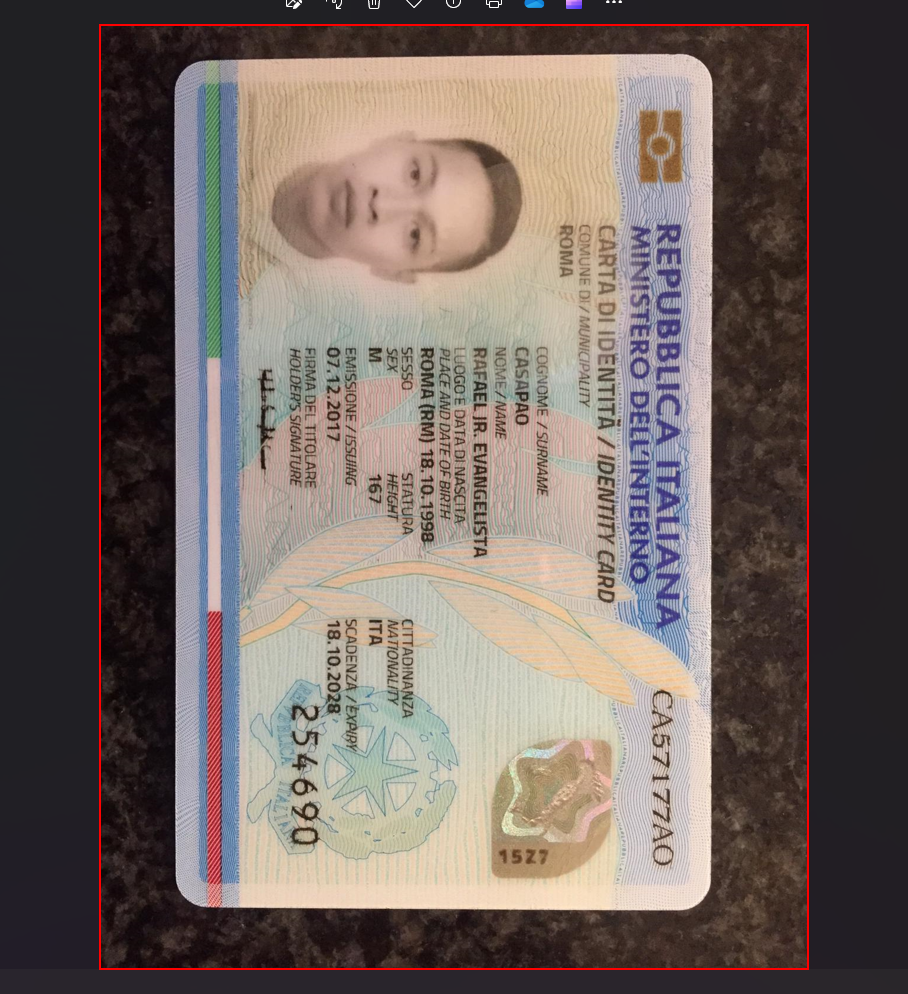 REPUBBLICA ITALIANA
MINISTERO DELL'INTERNO
CA57177AO
CARTA DI IDENTITÀ / IDENTITY CARD
COMUNE DI / MUNICIPALITY
ROMA
COGNOME / SURNAME
CASAPAO
NOME / NAME
RAFAEL JR. EVANGELISTA
LUOGO E DATA DI NASCITA
PLACE AND DATE OF BIRTH
ROMA (RM) 18.10.1998
SESSO STATURA CITTADINANZA
SEX HEIGHT NATIONALITY
M 167 ITA
EMISSIONE / ISSUING SCADENZA / EXPIRY
07.12.2017 18.10.2028
FIRMA DEL TITOLARE
HOLDER'S SIGNATURE
254690
1527